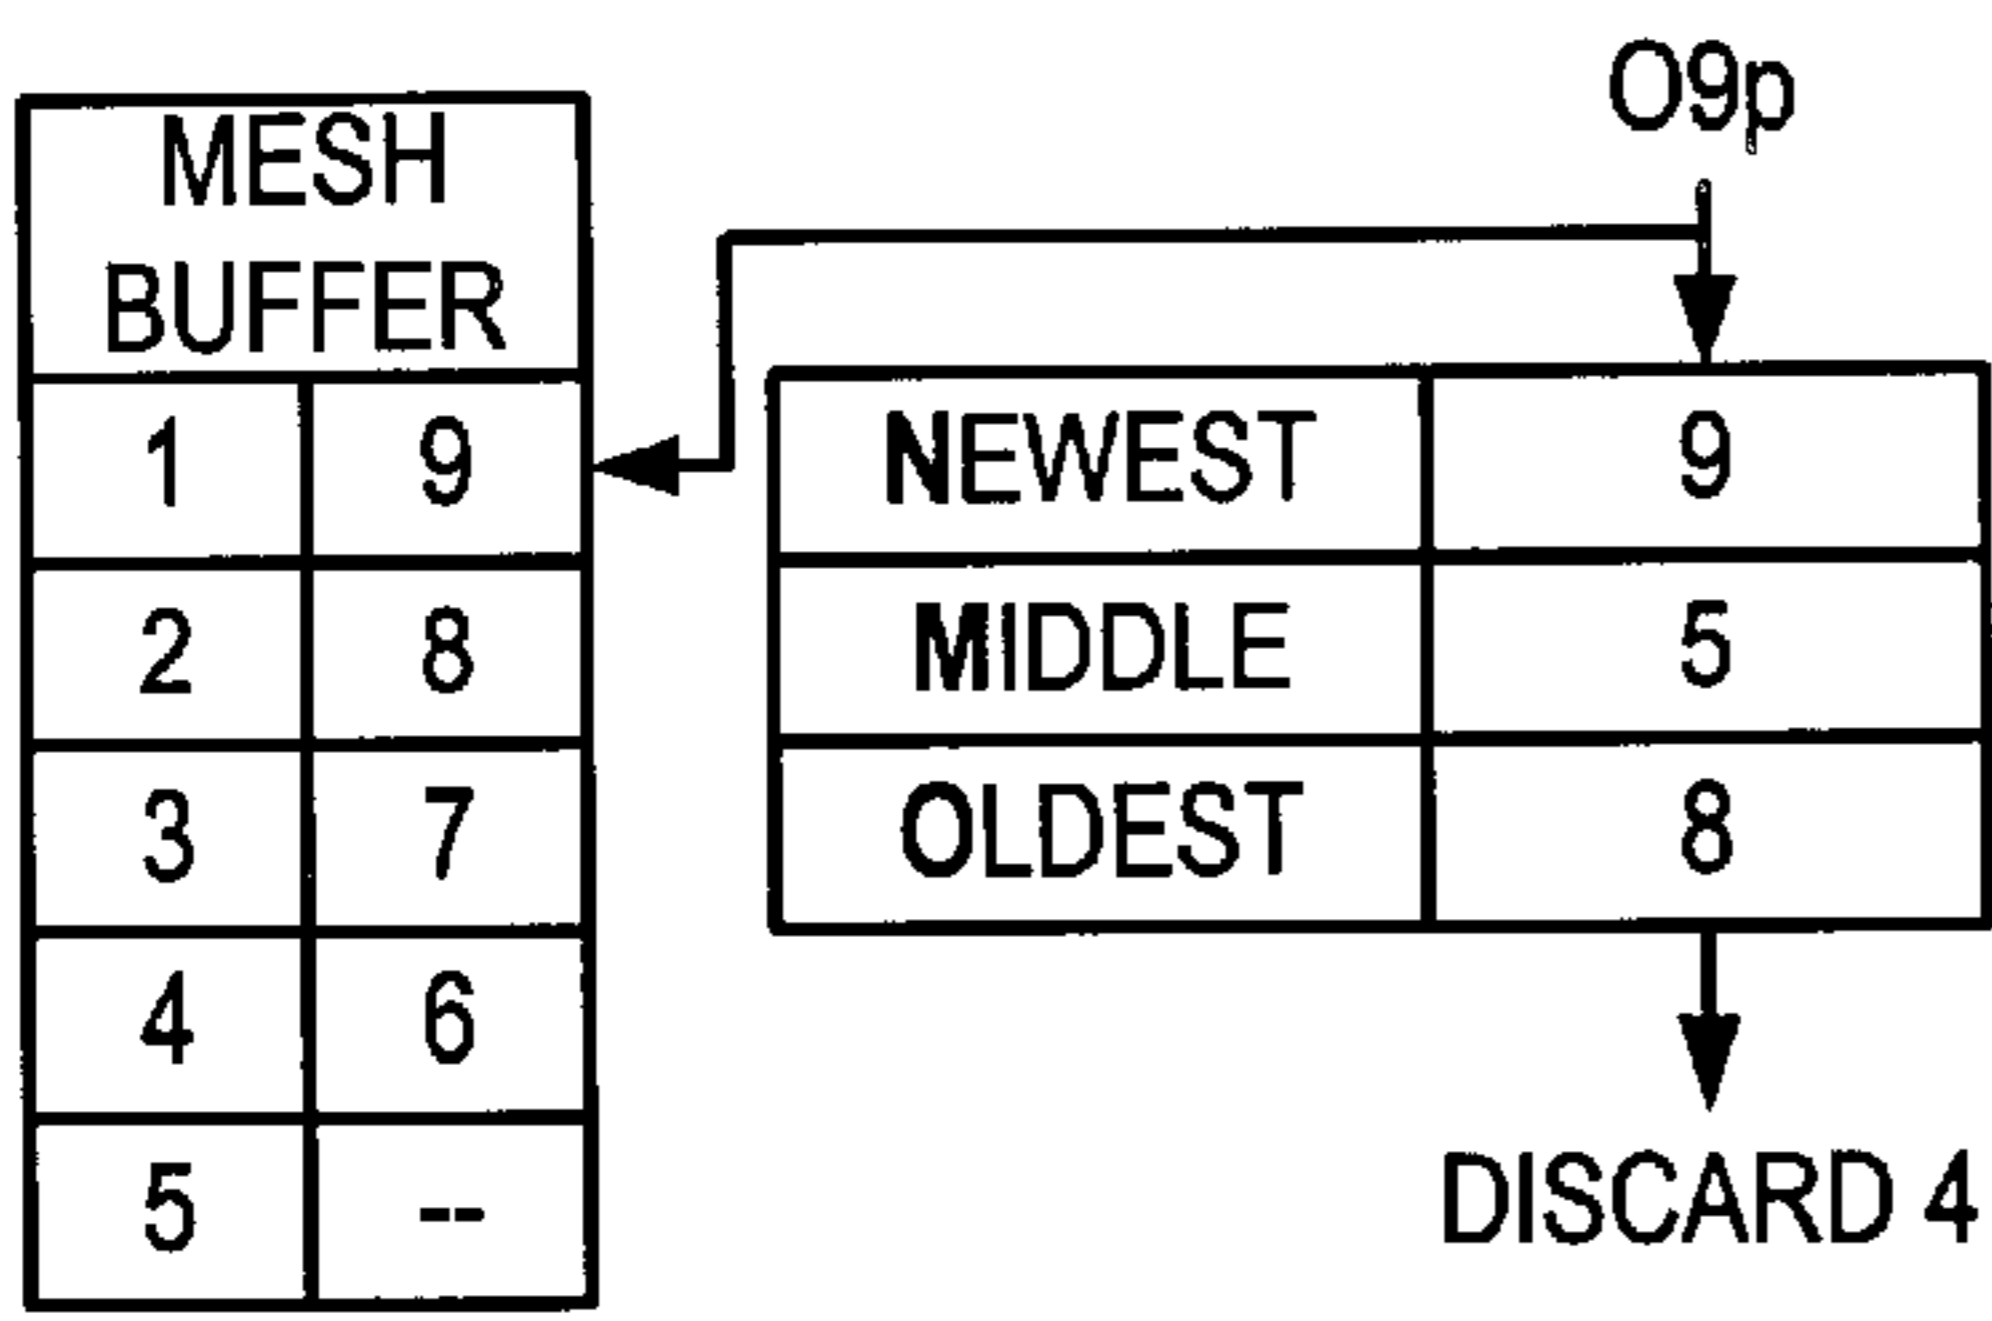 O9p
MESH
BUFFER
1 9
2 8
3 7
4 6
5 --
NEWEST 9
MIDDLE 5
OLDEST 8
DISCARD 4